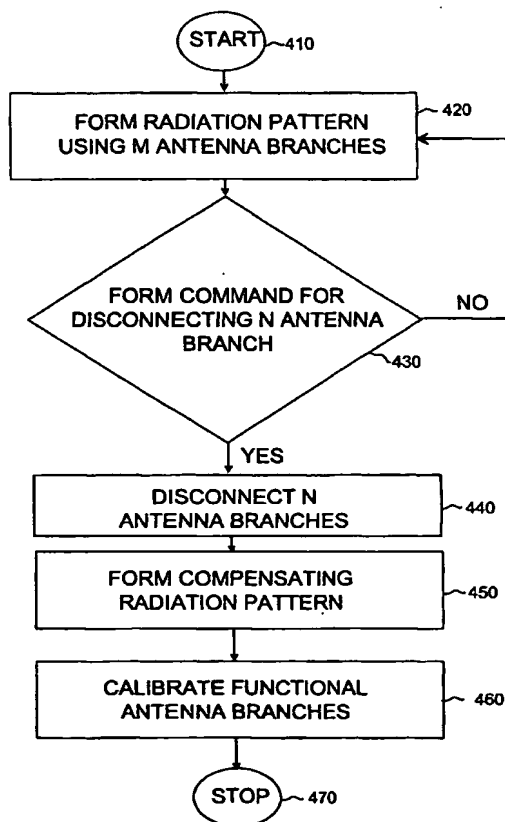 START
410
FORM RADIATION PATTERN
USING M ANTENNA BRANCHES
420
FORM COMMAND FOR
DISCONNECTING N ANTENNA
BRANCH
NO
430
YES
DISCONNECT N
ANTENNA BRANCHES
440
FORM COMPENSATING
RADIATION PATTERN
450
CALIBRATE FUNCTIONAL
ANTENNA BRANCHES
460
STOP
470